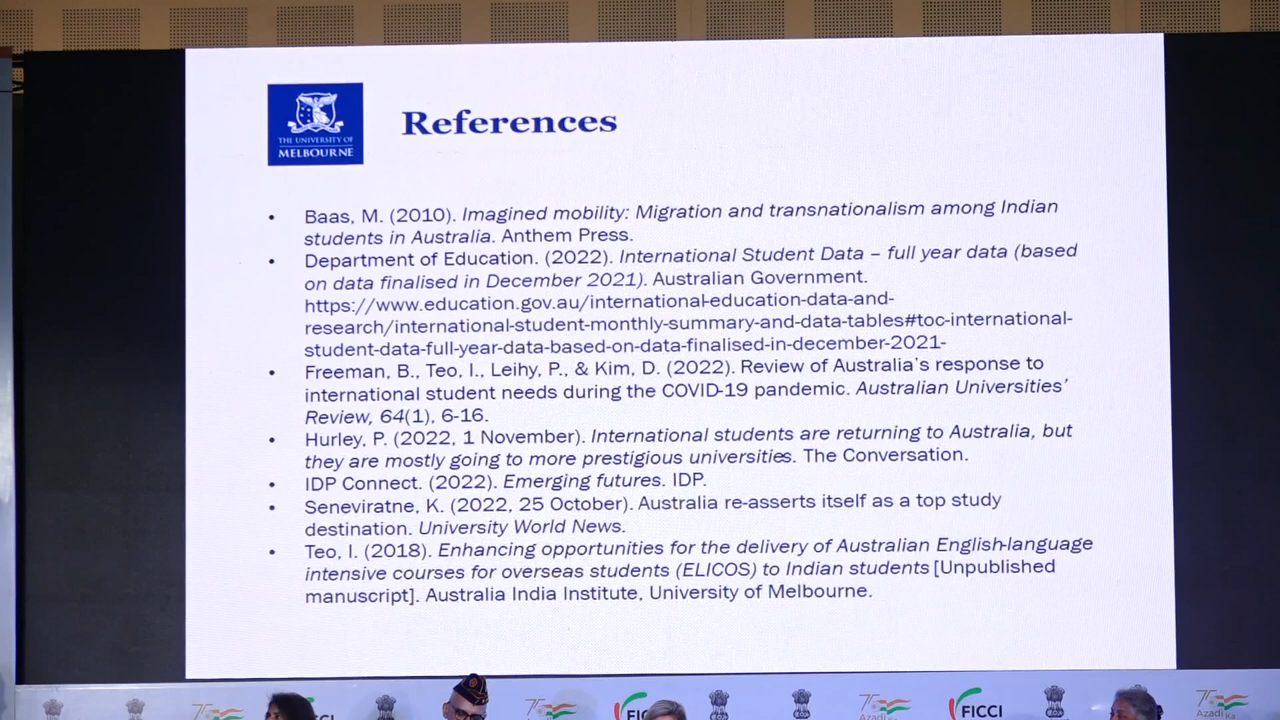 THE UNIVERSITY OF
MELBOURNE
References
• Baas, M. (2010). Imagined mobility: Migration and transnationalism among Indian
students in Australia. Anthem Press.
• Department of Education. (2022). International Student Data – full year data (based
on data finalised in December 2021). Australian Government.
https://www.education.gov.au/international-education-data-and-
research/international-student-monthly-summary-and-data-tables#toc-international-
student-data-full-year-data-based-on-data-finalised-in-december-2021-
• Freeman, B., Teo, I., Leihy, P., & Kim, D. (2022). Review of Australia's response to
international student needs during the COVID-19 pandemic. Australian Universities'
Review, 64(1), 6-16.
• Hurley, P. (2022, 1 November). International students are returning to Australia, but
they are mostly going to more prestigious universities. The Conversation.
• IDP Connect. (2022). Emerging futures. IDP.
• Seneviratne, K. (2022, 25 October). Australia re-asserts itself as a top study
destination. University World News.
• Teo, I. (2018). Enhancing opportunities for the delivery of Australian English-language
intensive courses for overseas students (ELICOS) to Indian students [Unpublished
manuscript]. Australia India Institute, University of Melbourne.
75
75
FICCI
Azadi
75
Azadi Ka